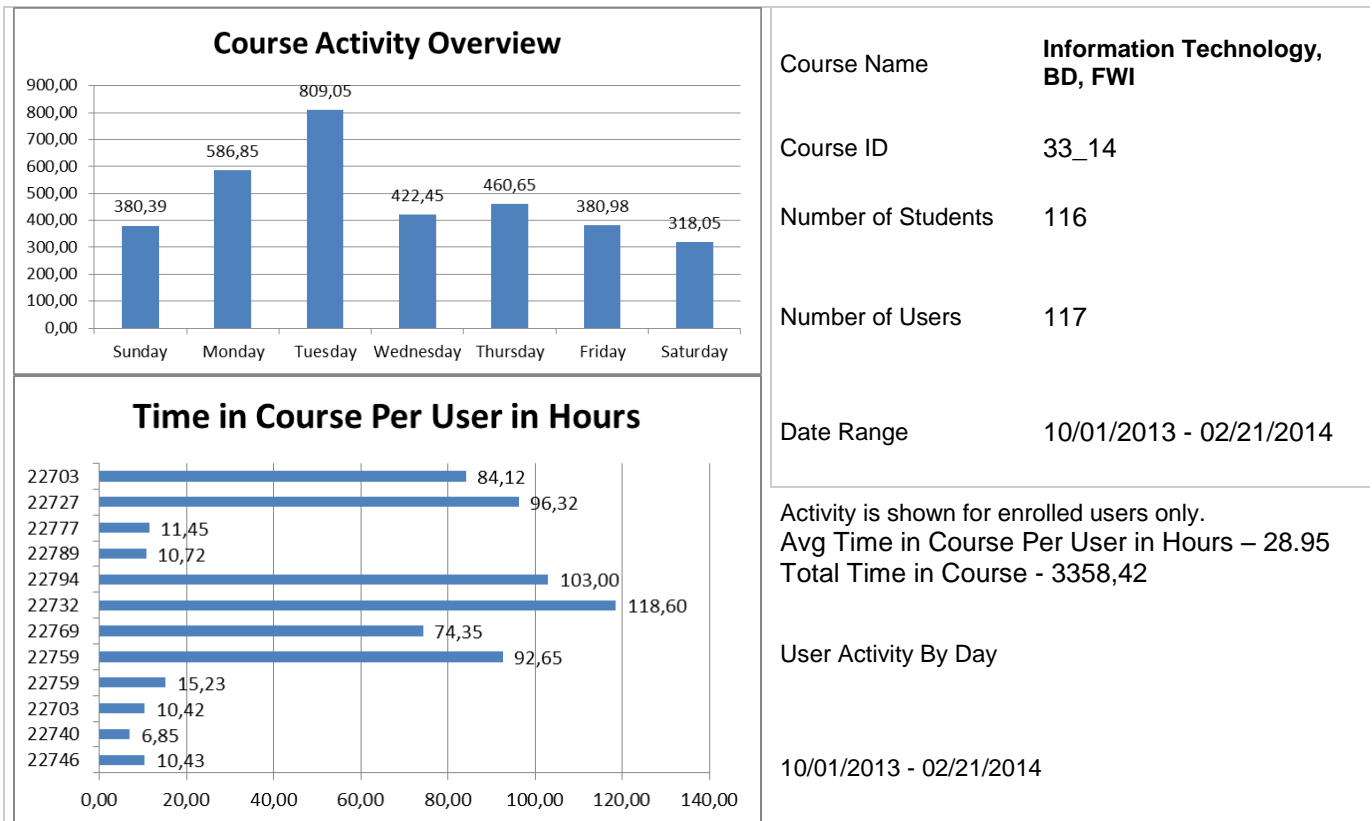 Course Activity Overview
900,00
800,00
700,00
600,00
500,00
400,00
300,00
200,00
100,00
0,00
380,39
586,85
809,05
422,45
460,65
380,98
318,05
Sunday Monday Tuesday Wednesday Thursday Friday Saturday
Time in Course Per User in Hours
22703 84,12
22727 96,32
22777 11,45
22789 10,72
22794 103,00
22732 118,60
22769 74,35
22759 92,65
22759 15,23
22703 10,42
22740 6,85
22746 10,43
0,00 20,00 40,00 60,00 80,00 100,00 120,00 140,00
Course Name Information Technology,
BD, FWI
Course ID 33_14
Number of Students 116
Number of Users 117
Date Range 10/01/2013 - 02/21/2014
Activity is shown for enrolled users only.
Avg Time in Course Per User in Hours – 28.95
Total Time in Course - 3358,42
User Activity By Day
10/01/2013 - 02/21/2014